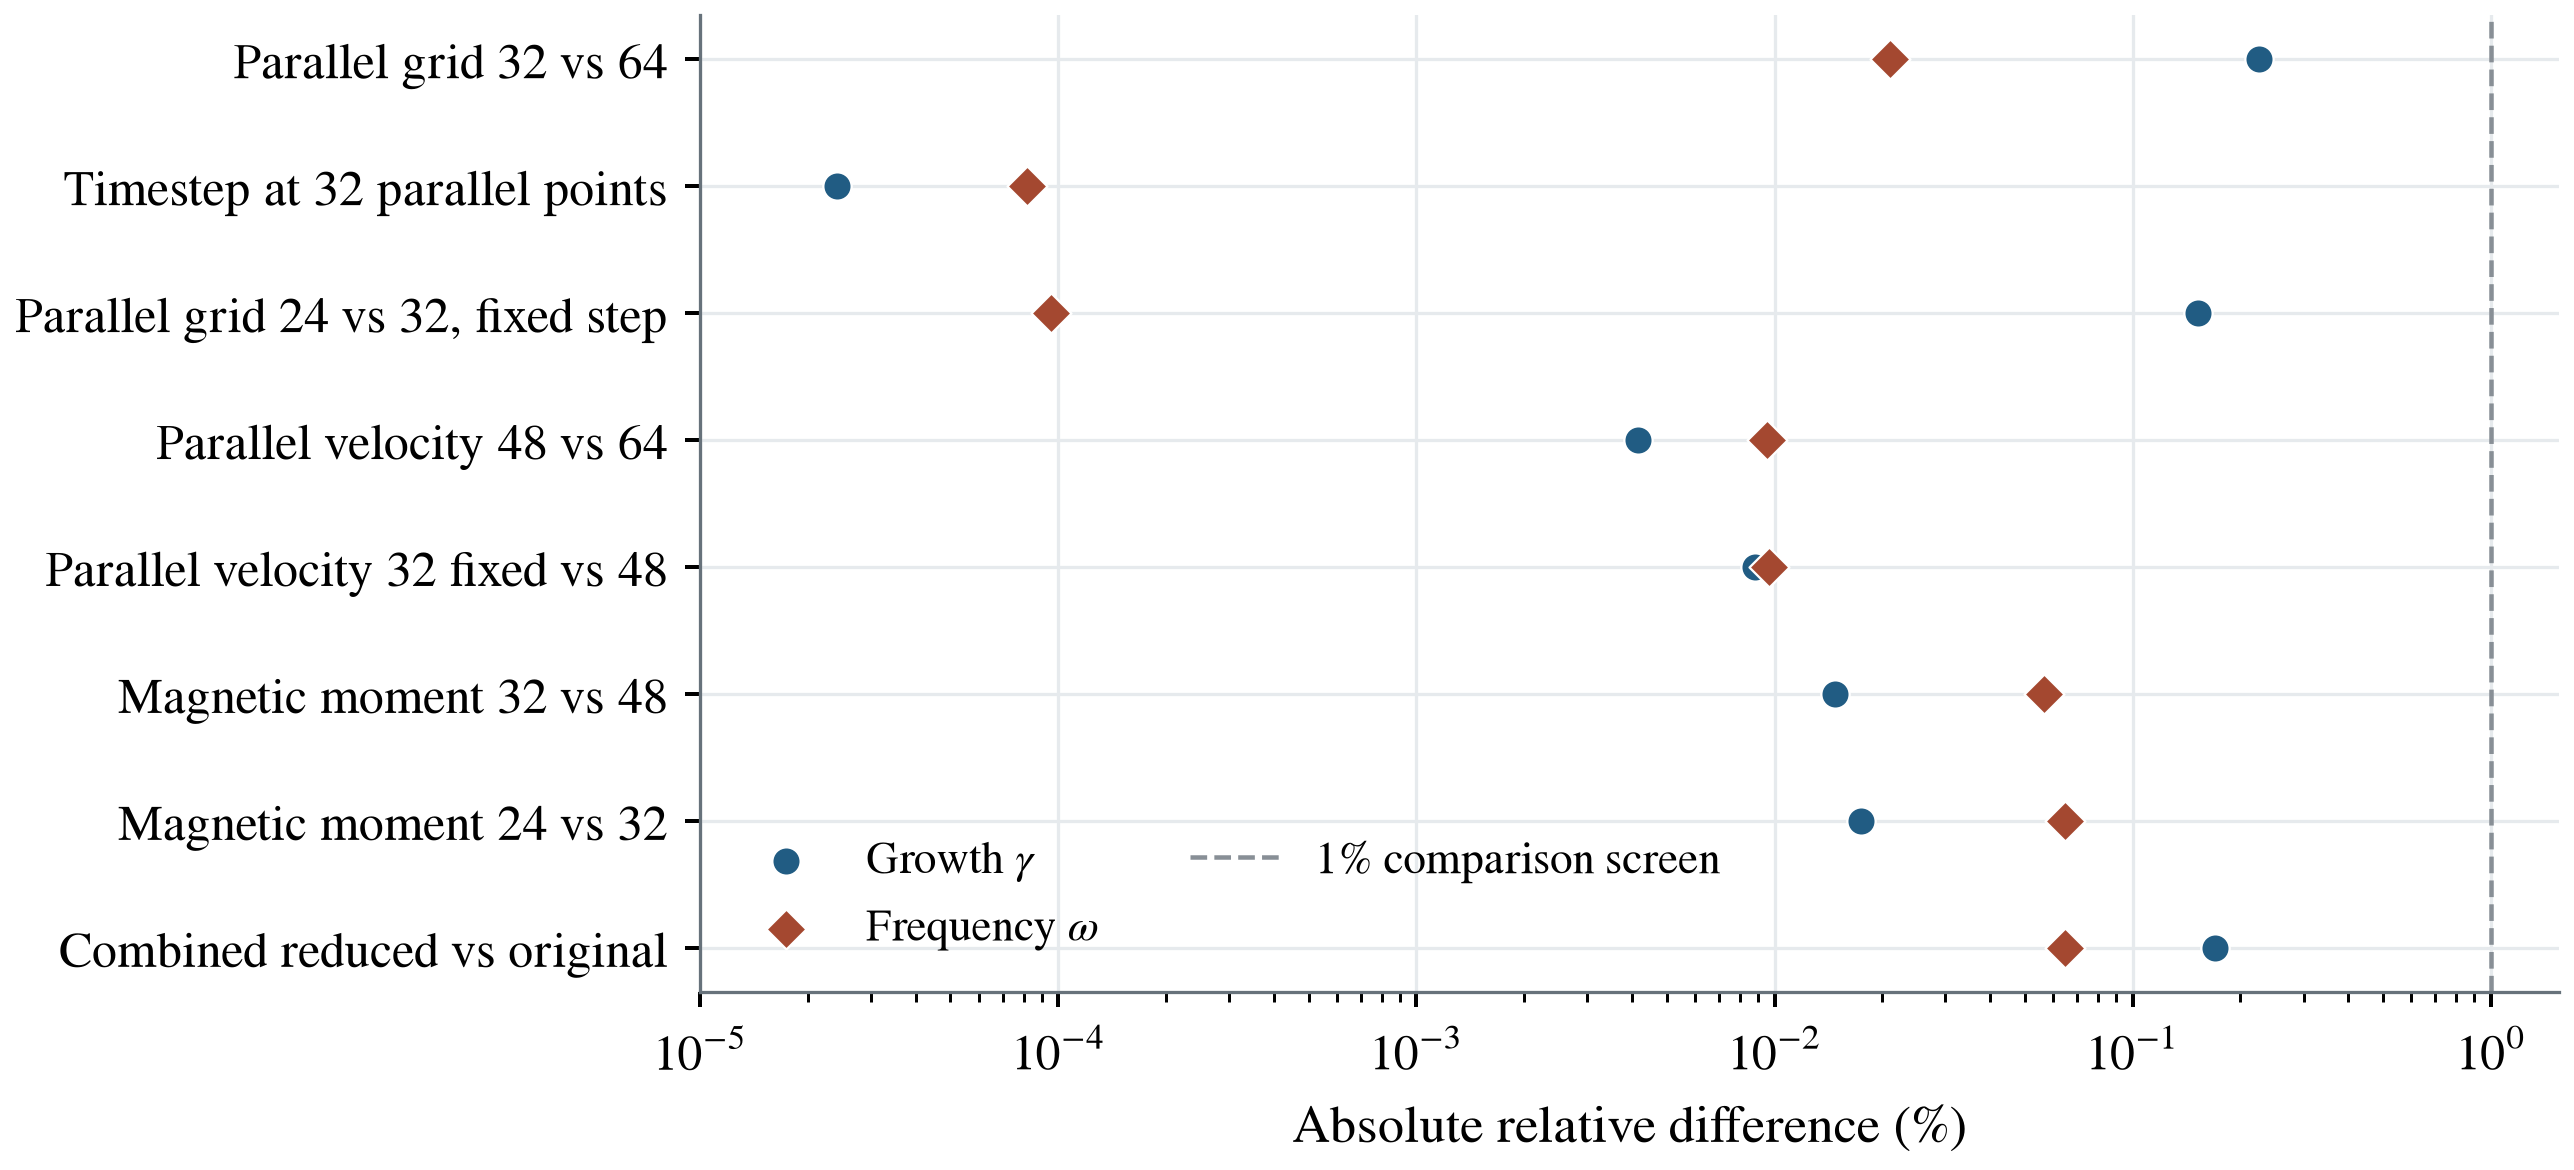 Parallel grid 32 vs 64
Timestep at 32 parallel points
Parallel grid 24 vs 32, fixed step
Parallel velocity 48 vs 64
Parallel velocity 32 fixed vs 48
Magnetic moment 32 vs 48
Magnetic moment 24 vs 32
Combined reduced vs original
Growth γ
Frequency ω
1% comparison screen
10⁻⁵ 10⁻⁴ 10⁻³ 10⁻² 10⁻¹ 10⁰
Absolute relative difference (%)